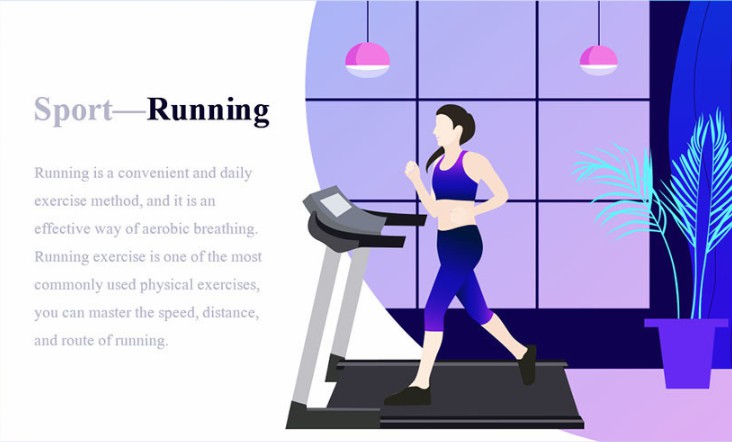 Sport—Running
Running is a convenient and daily
exercise method, and it is an
effective way of aerobic breathing.
Running exercise is one of the most
commonly used physical exercises,
you can master the speed, distance,
and route of running.